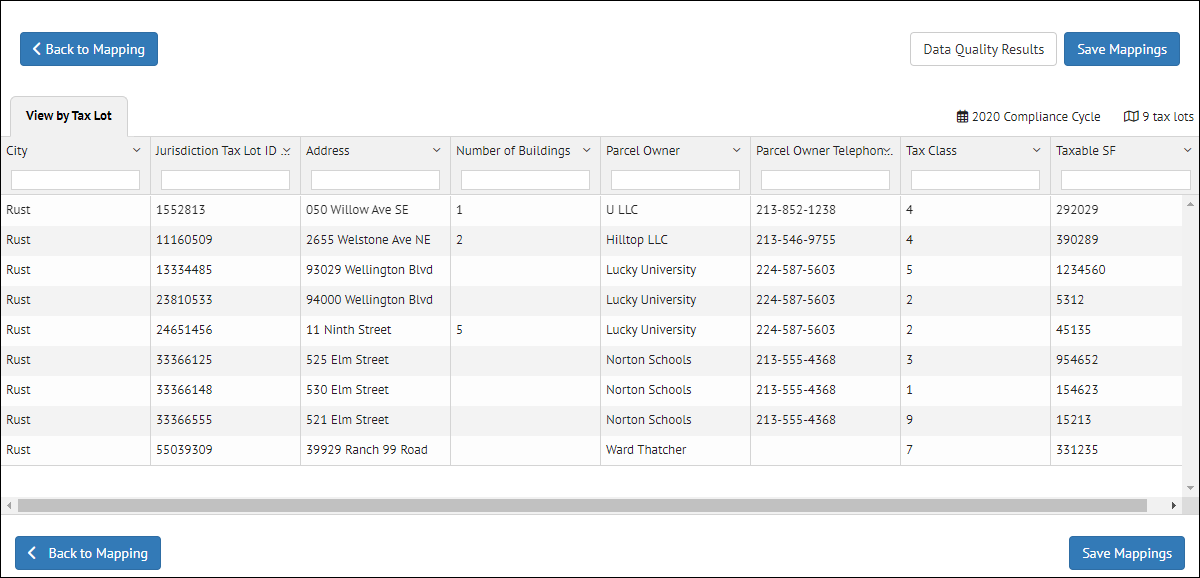 Back to Mapping Data Quality Results Save Mappings
View by Tax Lot 2020 Compliance Cycle 9 tax lots
City Jurisdiction Tax Lot ID ... Address Number of Buildings Parcel Owner Parcel Owner Telephon... Tax Class Taxable SF
Rust 1552813 050 Willow Ave SE 1 U LLC 213-852-1238 4 292029
Rust 11160509 2655 Welstone Ave NE 2 Hilltop LLC 213-546-9755 4 390289
Rust 13334485 93029 Wellington Blvd Lucky University 224-587-5603 5 1234560
Rust 23810533 94000 Wellington Blvd Lucky University 224-587-5603 2 5312
Rust 24651456 11 Ninth Street 5 Lucky University 224-587-5603 2 45135
Rust 33366125 525 Elm Street Norton Schools 213-555-4368 3 954652
Rust 33366148 530 Elm Street Norton Schools 213-555-4368 1 154623
Rust 33366555 521 Elm Street Norton Schools 213-555-4368 9 15213
Rust 55039309 39929 Ranch 99 Road Ward Thatcher 7 331235
Back to Mapping Save Mappings